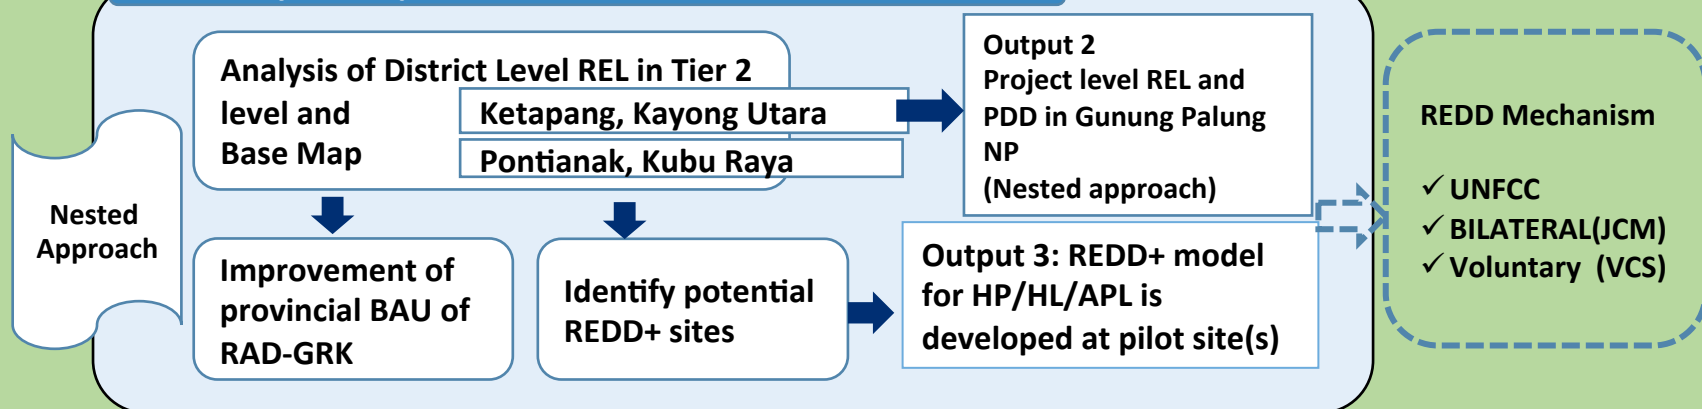 Nested
Approach
Analysis of District Level REL in Tier 2
level and
Base Map
Ketapang, Kayong Utara
Pontianak, Kubu Raya
Improvement of
provincial BAU of
RAD-GRK
Identify potential
REDD+ sites
Output 2
Project level REL and
PDD in Gunung Palung
NP
(Nested approach)
Output 3: REDD+ model
for HP/HL/APL is
developed at pilot site(s)
REDD Mechanism
✓ UNFCC
✓ BILATERAL(JCM)
✓ Voluntary (VCS)